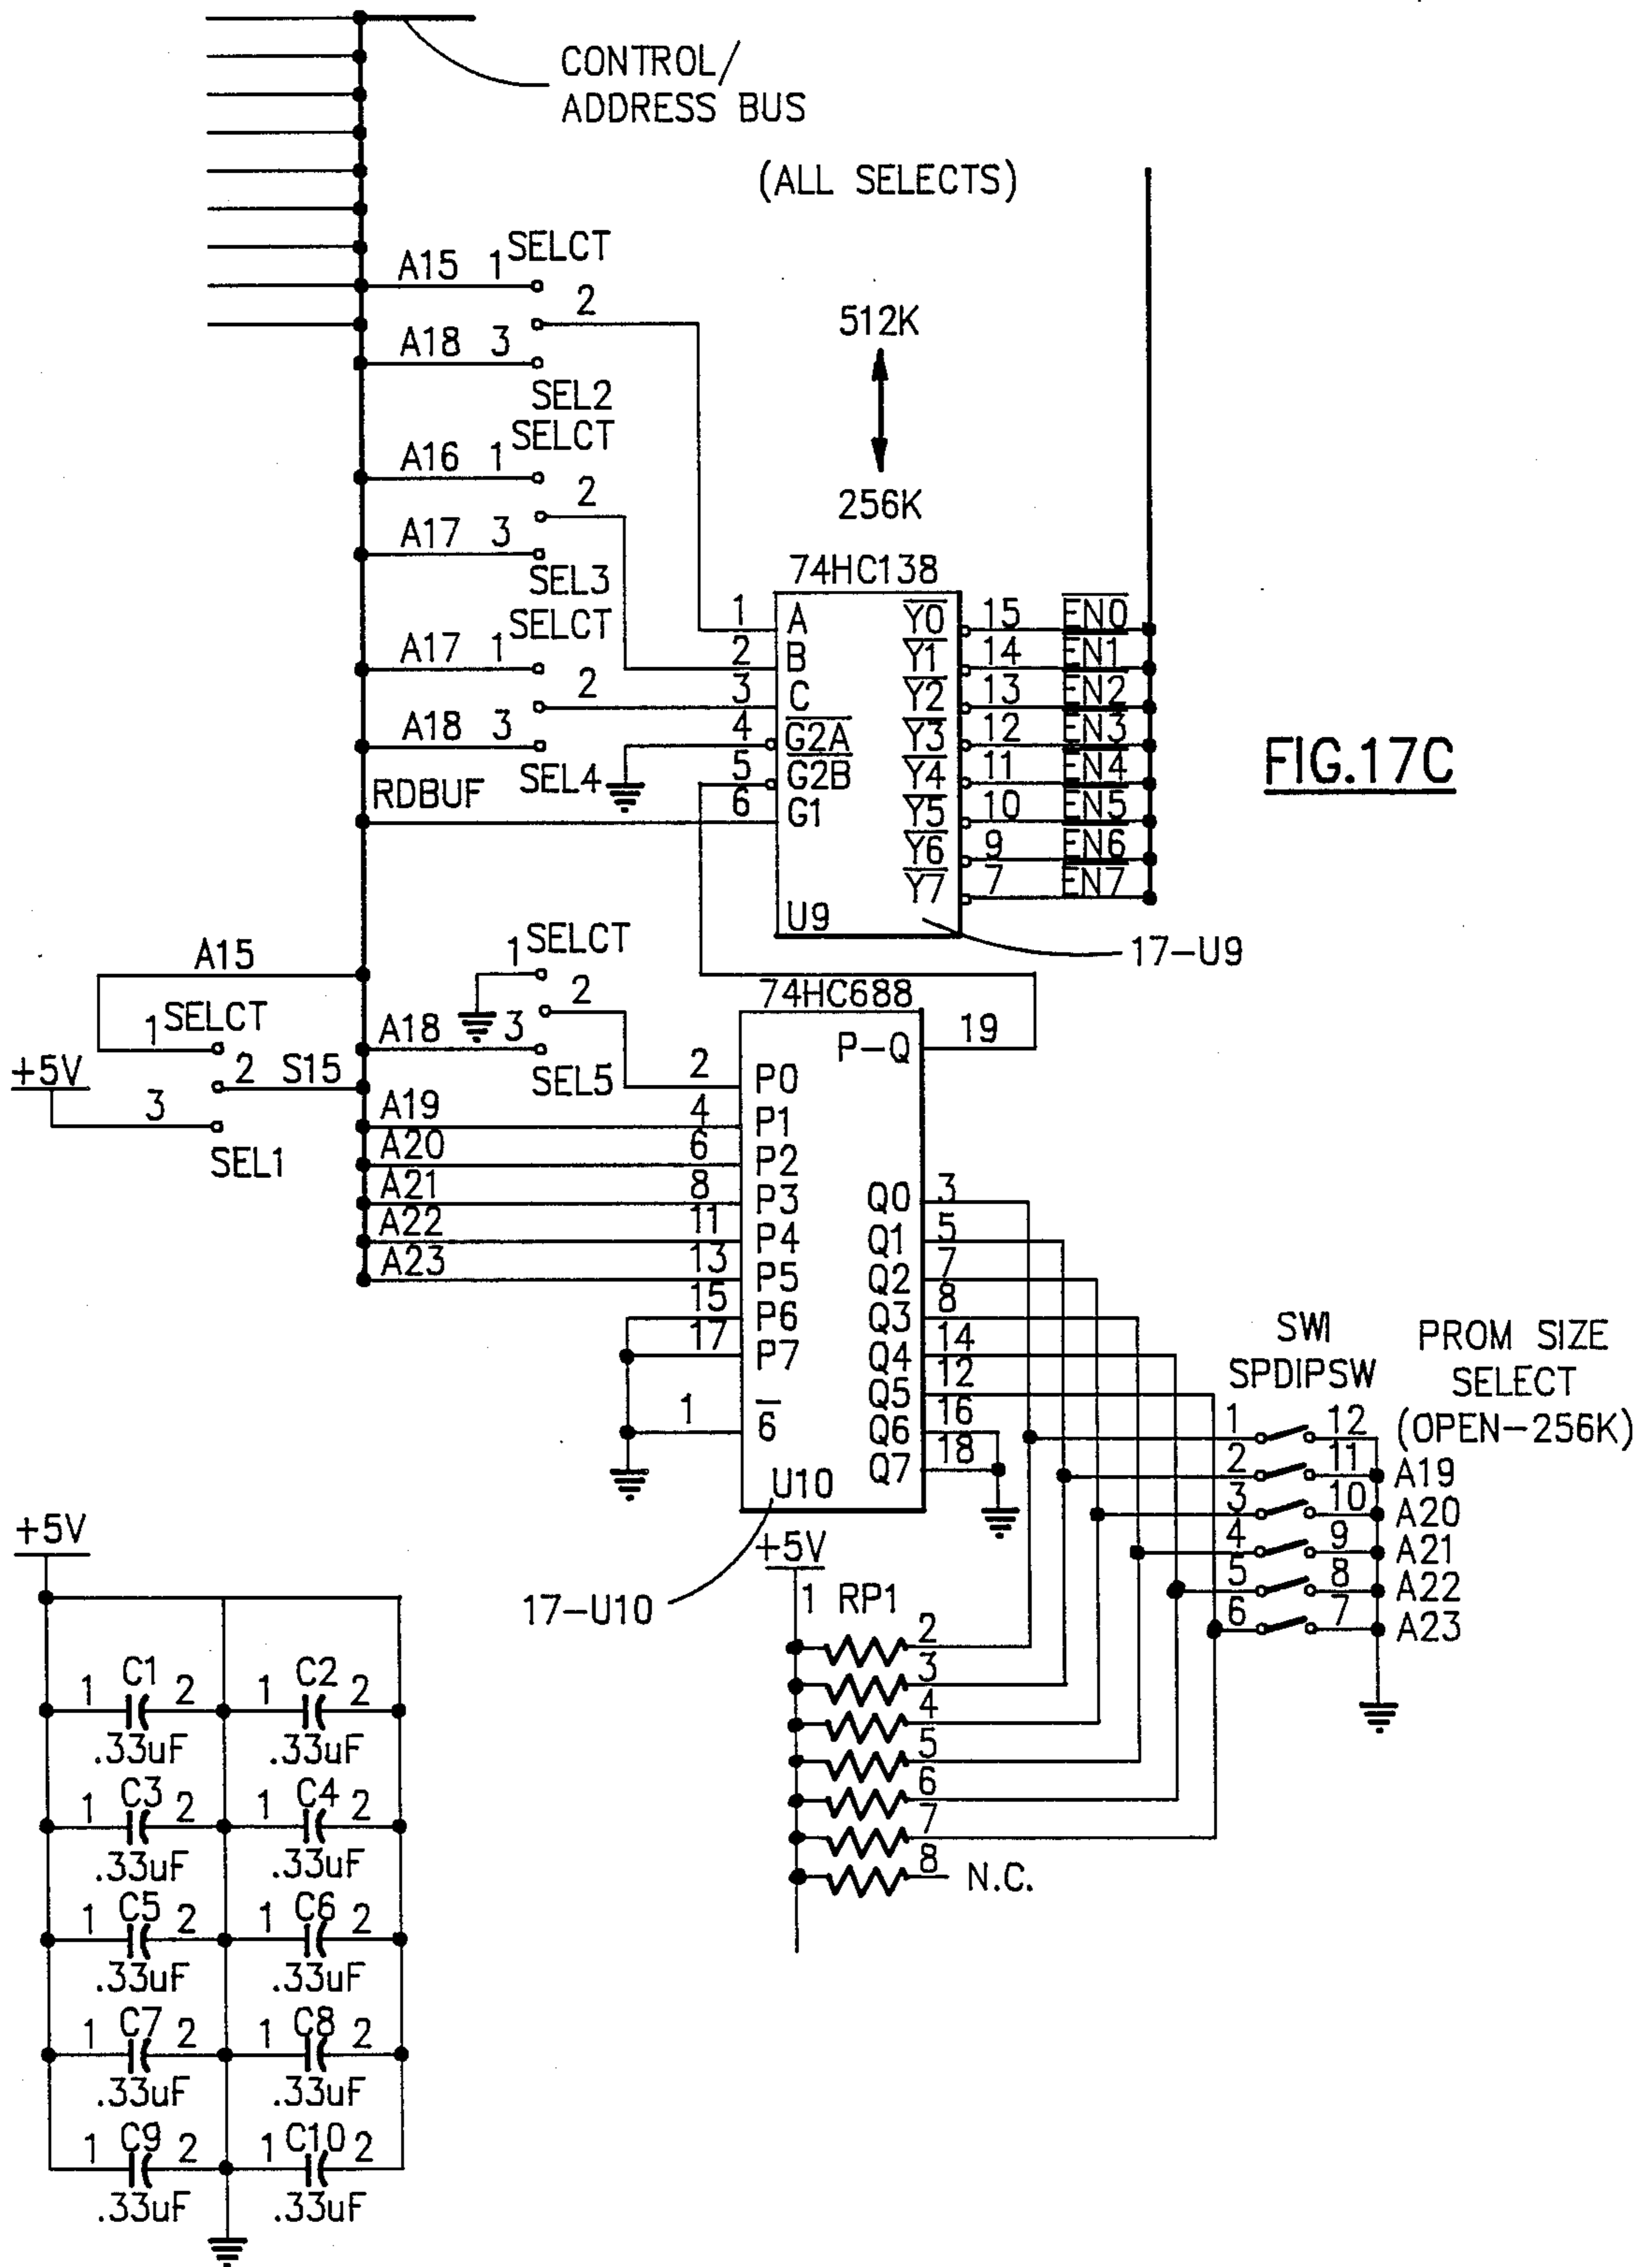 CONTROL/
ADDRESS BUS
(ALL SELECTS)
A15 1 SELCT
2
A18 3
SEL2
512K
256K
SELCT
A16 1
2
A17 3
SEL3
SELCT
A17 1
2
A18 3
SEL4
RDBUF
74HC138
1 A
2 B
3 C
4 G2A
5 G2B
6 G1
U9
Y0 15 EN0
Y1 14 EN1
Y2 13 EN2
Y3 12 EN3
Y4 11 EN4
Y5 10 EN5
Y6 9 EN6
Y7 7 EN7
17-U9
FIG.17C
A15
1 SELCT
+5V
2 S15
3
SEL1
1 SELCT
2
A18 3
SEL5
74HC688
P-Q 19
2 P0
A19 4 P1
A20 6 P2
A21 8 P3
A22 11 P4
A23 13 P5
15 P6
17 P7
1 6
U10
Q0 3
Q1 5
Q2 7
Q3 8
Q4 14
Q5 12
Q6 16
Q7 18
17-U10
SWI
SPDIPSW
PROM SIZE
SELECT
(OPEN-256K)
1 12
2 11 A19
3 10 A20
4 9 A21
5 8 A22
6 7 A23
+5V
1 RP1
2
3
4
5
6
7
8 N.C.
+5V
1 C1 2 1 C2 2
.33uF .33uF
1 C3 2 1 C4 2
.33uF .33uF
1 C5 2 1 C6 2
.33uF .33uF
1 C7 2 1 C8 2
.33uF .33uF
1 C9 2 1 C10 2
.33uF .33uF